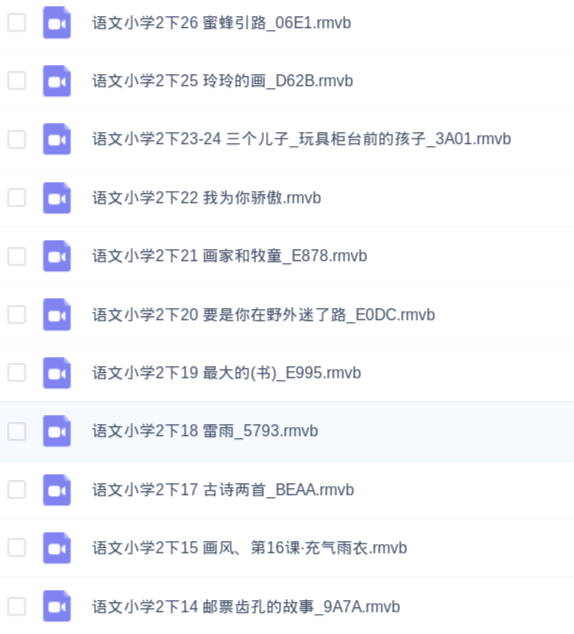 语文小学2下26 蜜蜂引路_06E1.rmvb
语文小学2下25 玲玲的画_D62B.rmvb
语文小学2下23-24 三个儿子_玩具柜台前的孩子_3A01.rmvb
语文小学2下22 我为你骄傲.rmvb
语文小学2下21 画家和牧童_E878.rmvb
语文小学2下20 要是你在野外迷了路_E0DC.rmvb
语文小学2下19 最大的(书)_E995.rmvb
语文小学2下18 雷雨_5793.rmvb
语文小学2下17 古诗两首_BEAA.rmvb
语文小学2下15 画风、第16课·充气雨衣.rmvb
语文小学2下14 邮票齿孔的故事_9A7A.rmvb